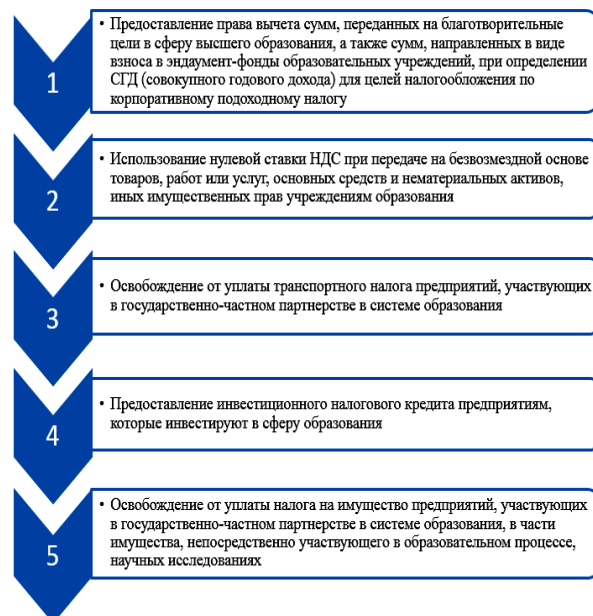 1
• Предоставление права вычета сумм, переданных на благотворительные
цели в сферу высшего образования, а также сумм, направленных в виде
взноса в эндаумент-фонды образовательных учреждений, при определении
СГД (совокупного годового дохода) для целей налогообложения по
корпоративному подоходному налогу
2
• Использование нулевой ставки НДС при передаче на безвозмездной основе
товаров, работ или услуг, основных средств и нематериальных активов,
иных имущественных прав учреждениям образования
3
• Освобождение от уплаты транспортного налога предприятий, участвующих
в государственно-частном партнерстве в системе образования
4
• Предоставление инвестиционного налогового кредита предприятиям,
которые инвестируют в сферу образования
5
• Освобождение от уплаты налога на имущество предприятий, участвующих
в государственно-частном партнерстве в системе образования, в части
имущества, непосредственно участвующего в образовательном процессе,
научных исследованиях